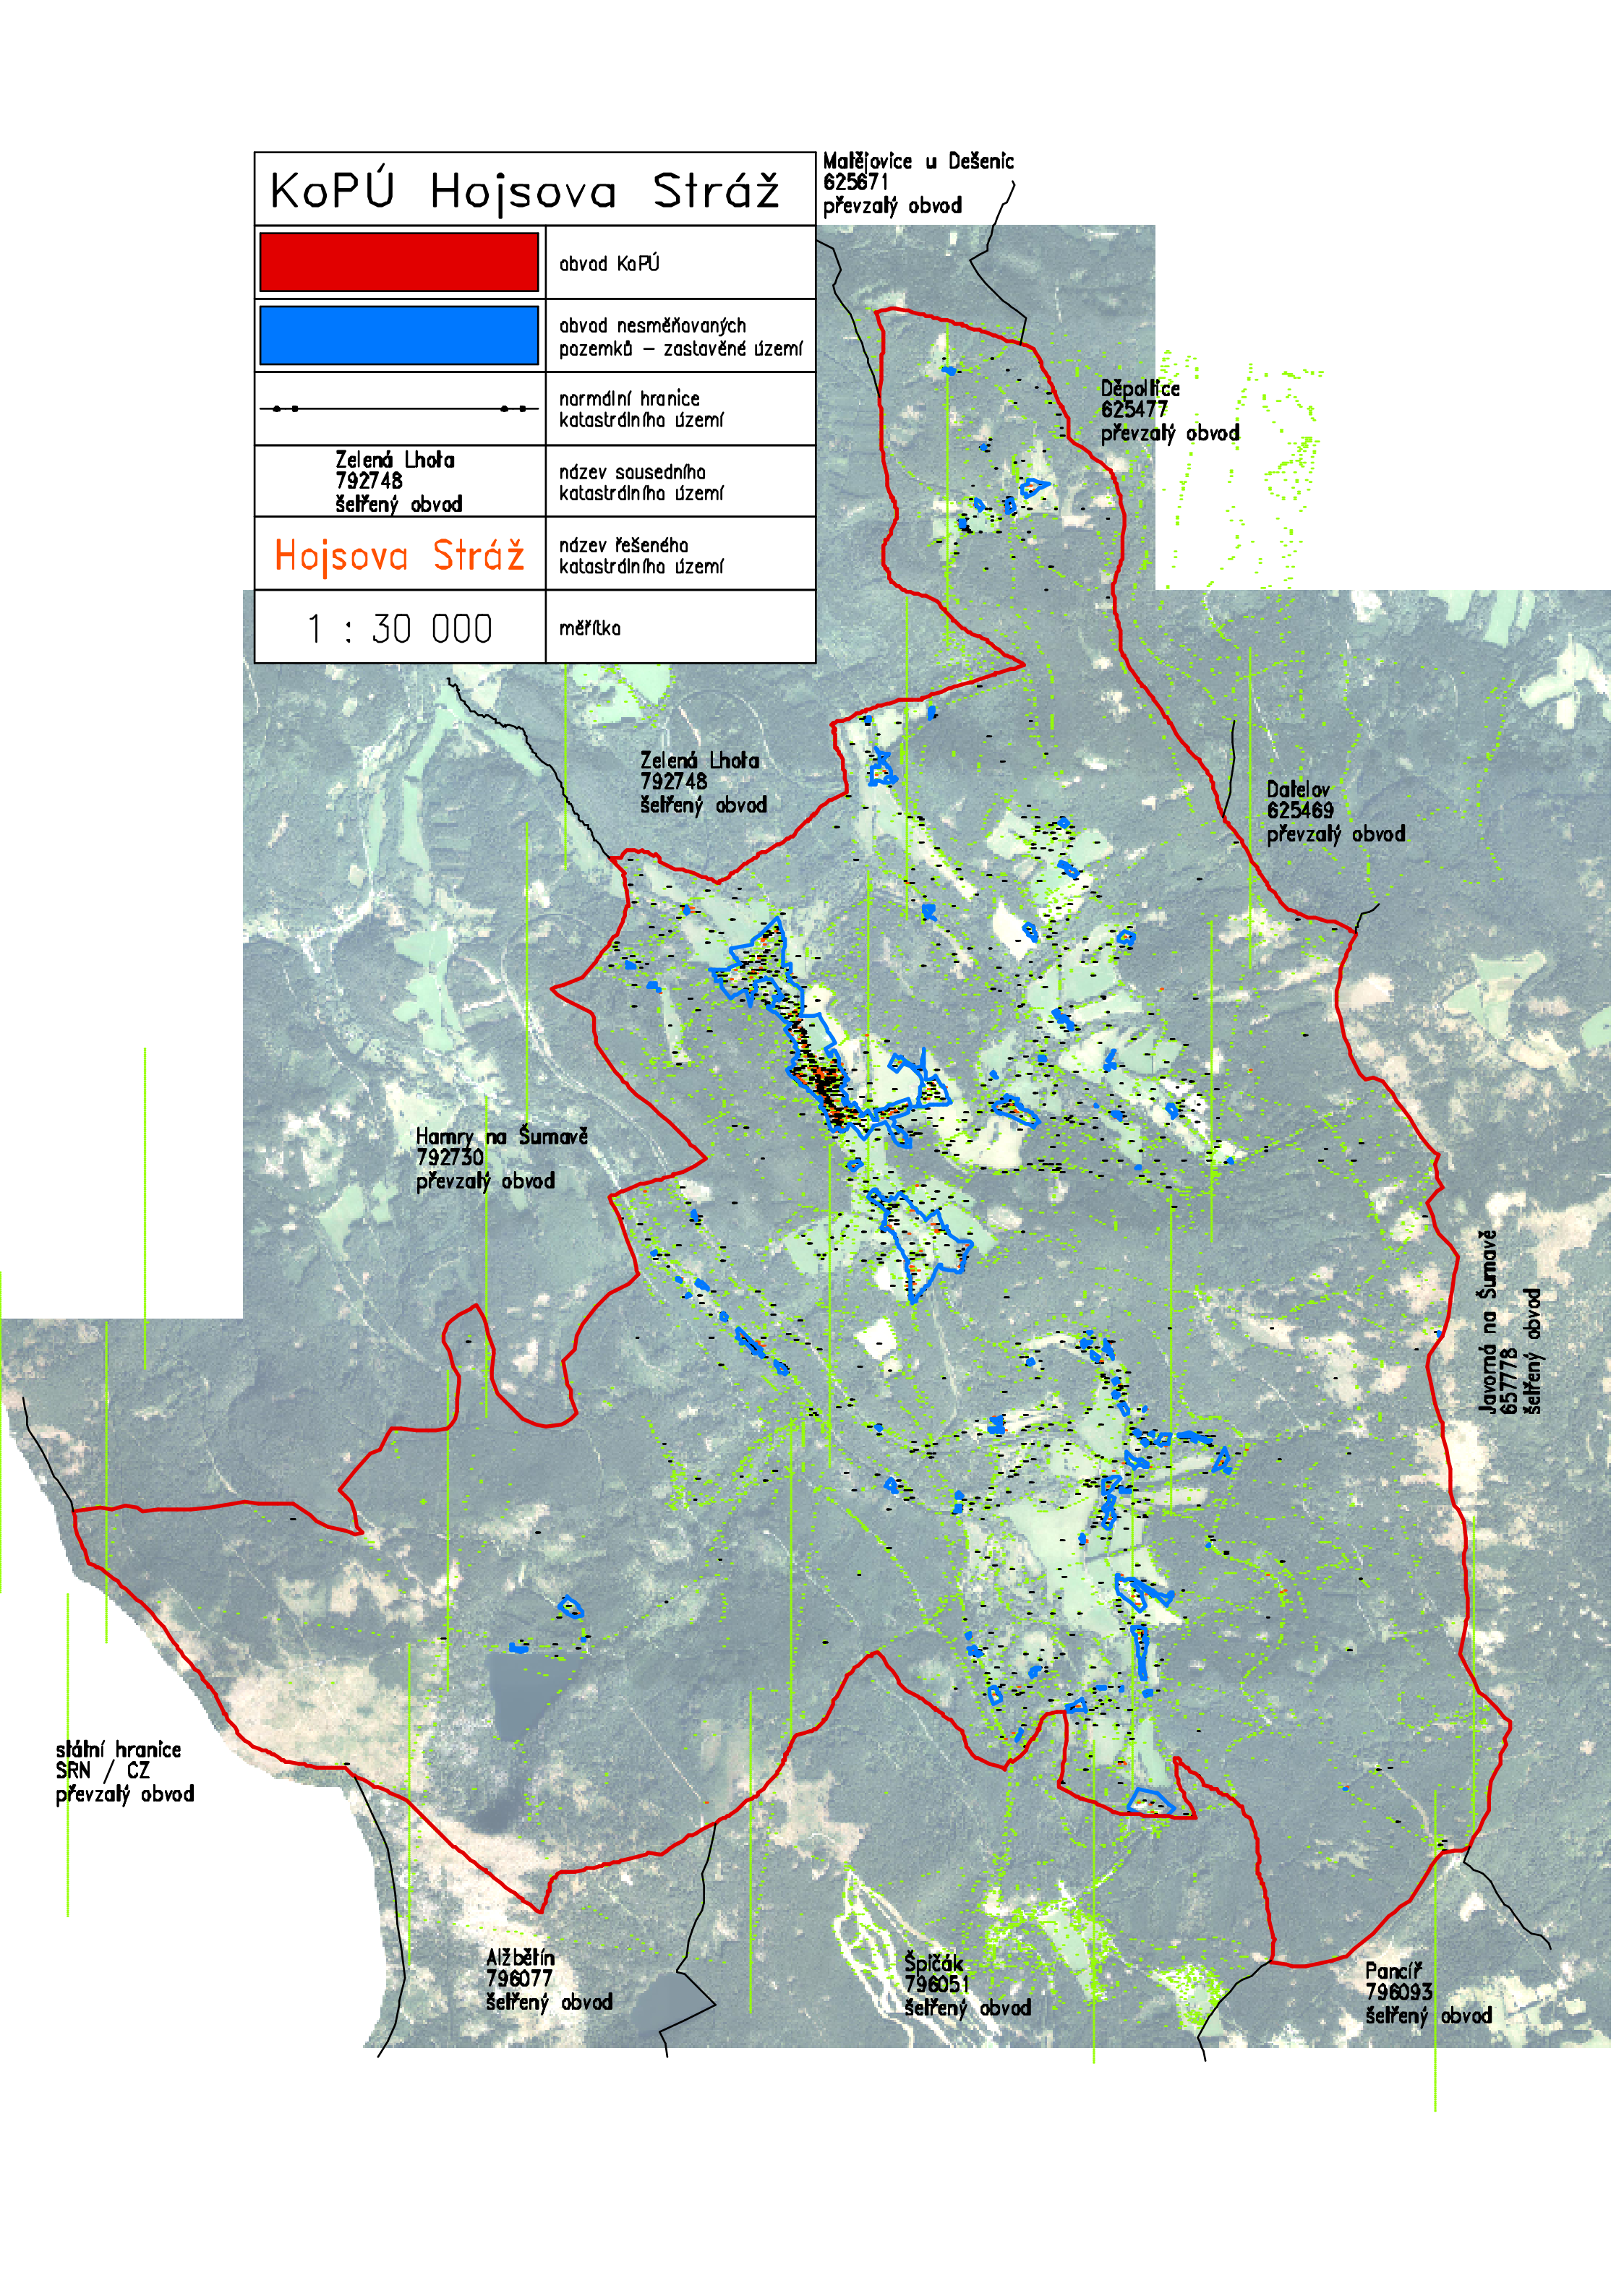 KoPÚ Hojsova Stráž
obvod KoPÚ
obvod nesměňovaných
pozemků – zastavěné území
normální hranice
katastrálního území
Zelená Lhota
792748
šetřený obvod
název sousedního
katastrálního území
Hojsova Stráž
název řešeného
katastrálního území
1 : 30 000
měřítko
Matějovice u Dešenic
625671
převzatý obvod
Děpoltice
625477
převzatý obvod
Zelená Lhota
792748
šetřený obvod
Datelov
625469
převzatý obvod
Hamry na Šumavě
792730
převzatý obvod
Javorná na Šumavě
657778
šetřený obvod
státní hranice
SRN / CZ
převzatý obvod
Alžbětín
796077
šetřený obvod
Špičák
796051
šetřený obvod
Pancíř
796093
šetřený obvod